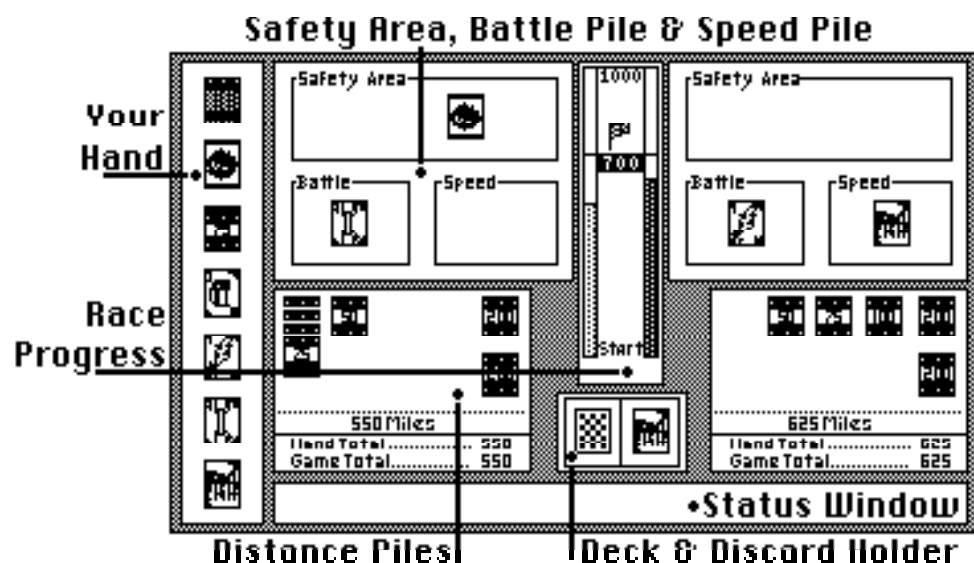 Safety Area, Battle Pile & Speed Pile
Your
Hand
Safety Area
Battle
Speed
1000
700
Start
Safety Area
Battle
Speed
Race
Progress
50
200
75
200
550 Miles
Hand Total 550
Game Total 550
50
75
100
200
200
625 Miles
Hand Total 625
Game Total 625
•Status Window
Distance Piles
Deck & Discard Holder